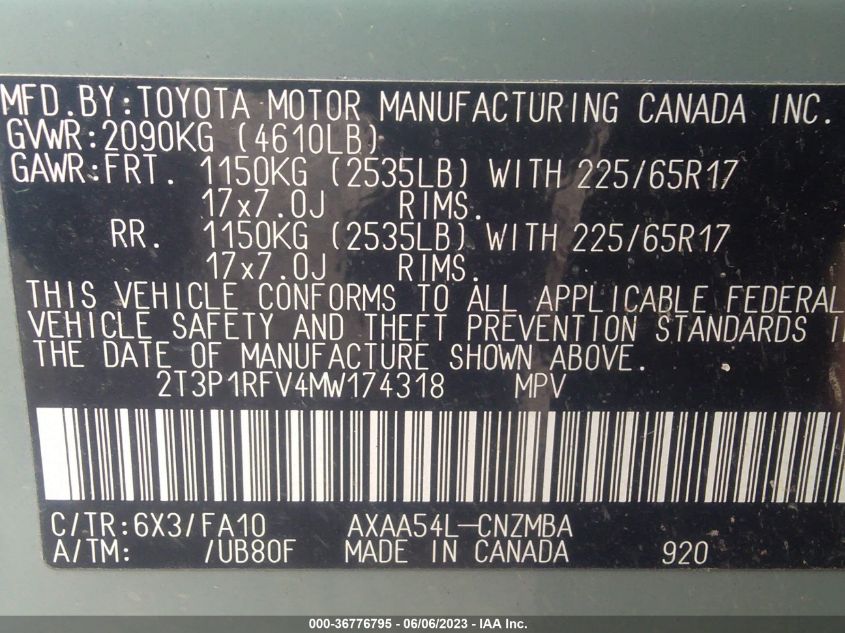 MFD.BY:TOYOTA MOTOR MANUFACTURING CANADA INC.
GVWR:2090KG (4610LB)
GAWR:FRT. 1150KG (2535LB) WITH 225/65R17
17x7.0J RIMS.
RR. 1150KG (2535LB) WITH 225/65R17
17x7.0J RIMS.
THIS VEHICLE CONFORMS TO ALL APPLICABLE FEDERAL
VEHICLE SAFETY AND THEFT PREVENTION STANDARDS
THE DATE OF MANUFACTURE SHOWN ABOVE.
2T3P1RFV4MW174318 MPV
C/TR:6X3/FA10 AXAA54L-CNZMBA
A/TM: /UB80F MADE IN CANADA 920
000-36776795 - 06/06/2023 - IAA Inc.